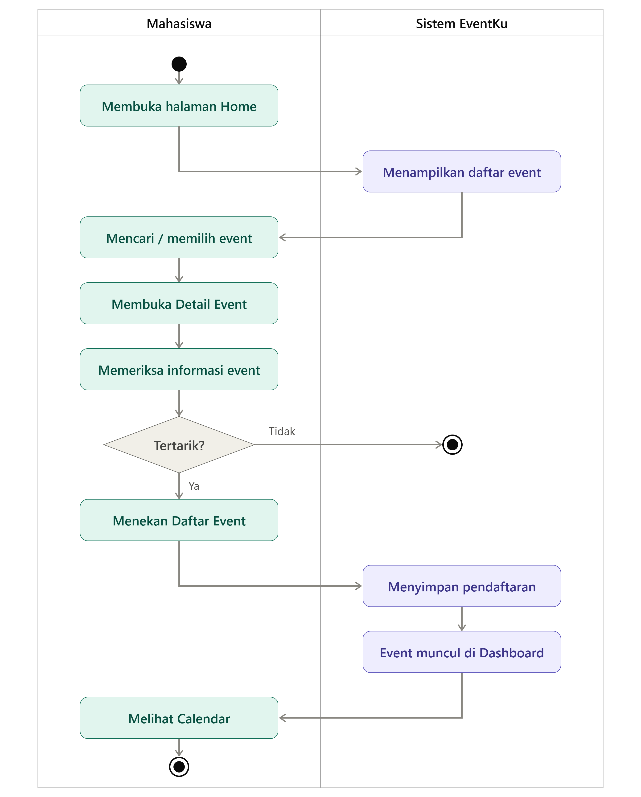 Mahasiswa
Sistem EventKu
Membuka halaman Home
Menampilkan daftar event
Mencari / memilih event
Membuka Detail Event
Memeriksa informasi event
Tertarik?
Tidak
Ya
Menekan Daftar Event
Menyimpan pendaftaran
Event muncul di Dashboard
Melihat Calendar